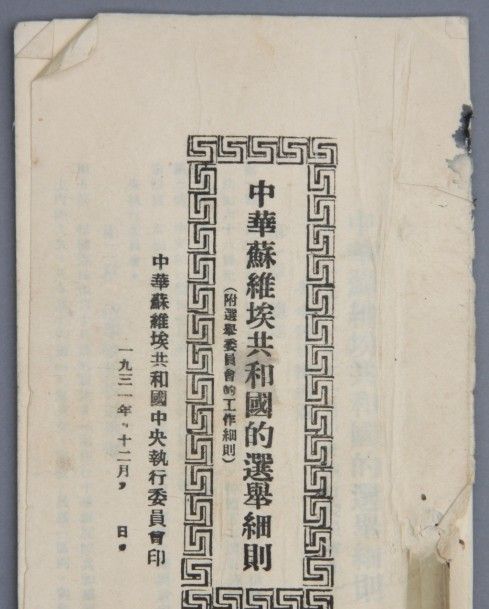 中華蘇維埃共和國的選舉細則
(附選舉委員會的工作細則)
中華蘇維埃共和國中央執行委員會印
一九三一年，十二月， 日。